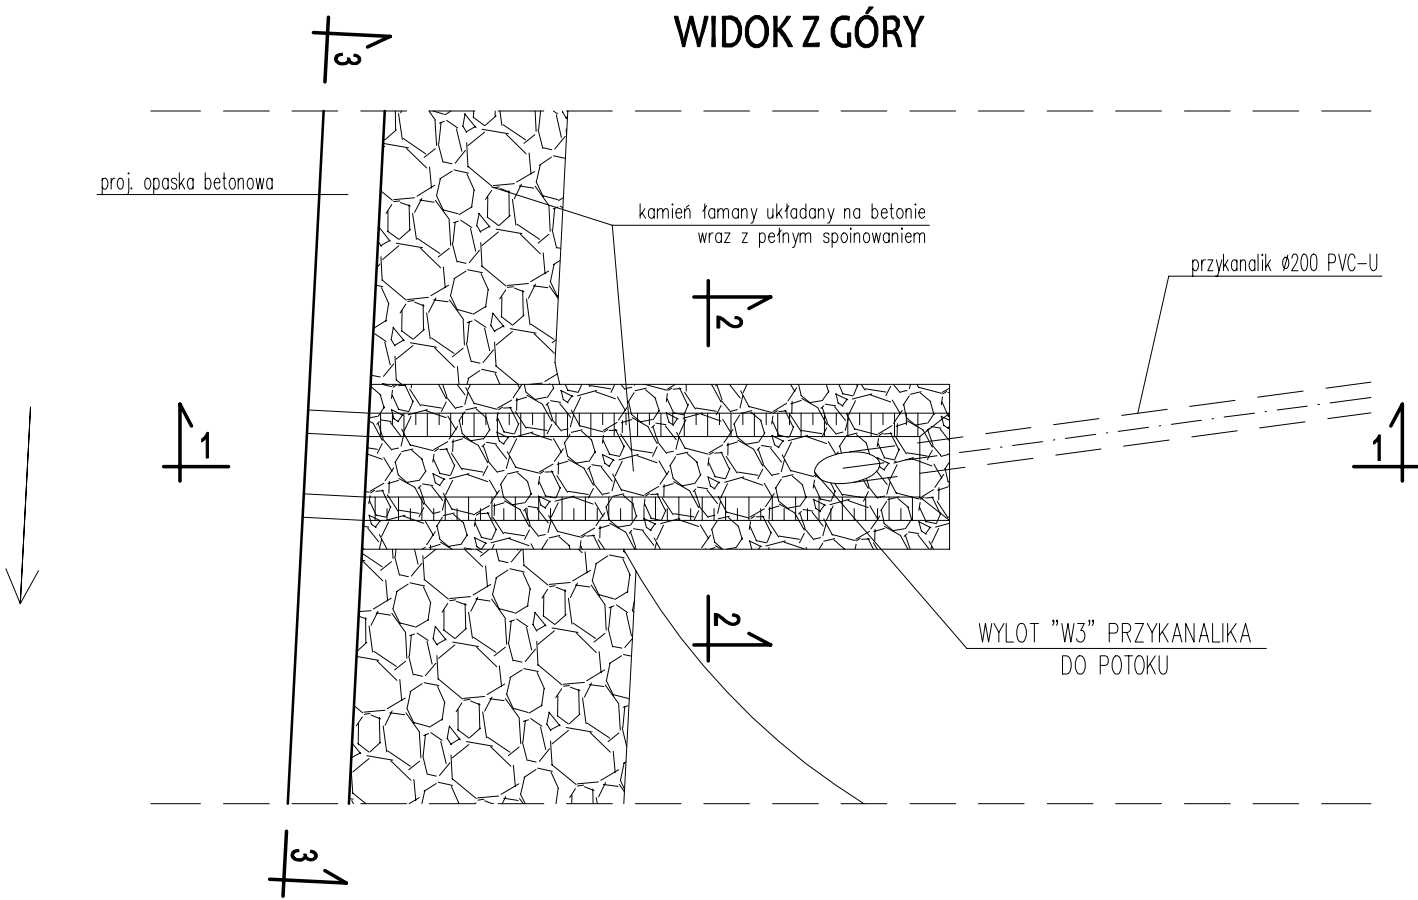 WIDOK Z GÓRY
3
proj. opaska betonowa
kamień łamany układany na betonie
wraz z pełnym spoinowaniem
przykanalik Ø200 PVC-U
2
1
1
2
WYLOT "W3" PRZYKANALIKA
DO POTOKU
3